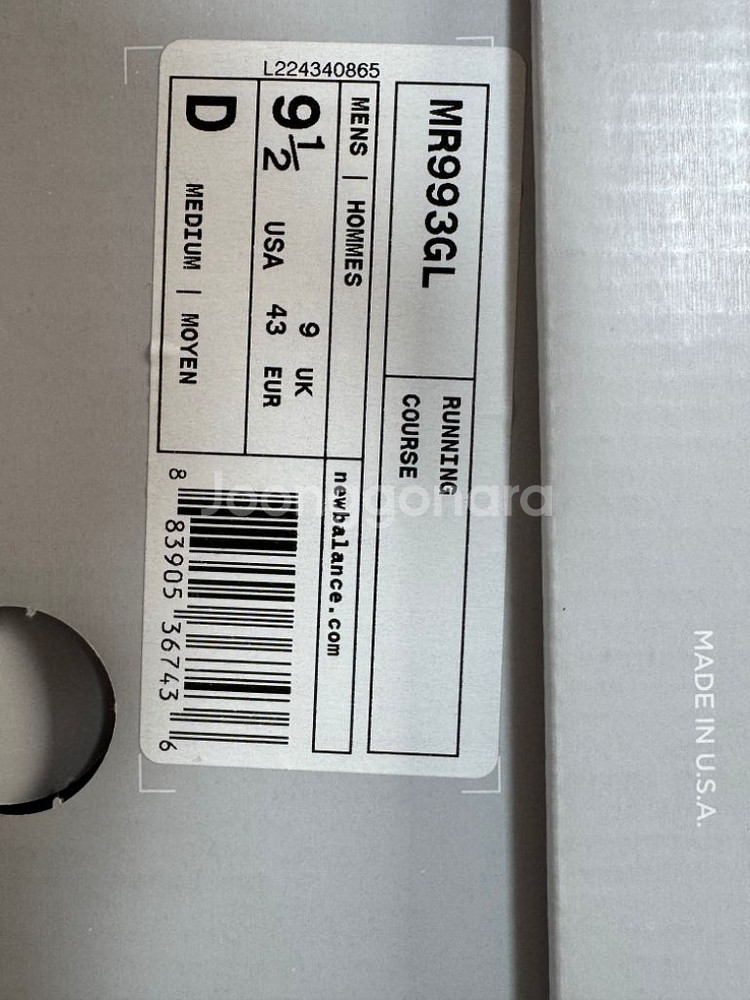 L224340865
MR993GL
RUNNING
COURSE
MENS | HOMMES
newbalance.com
9 1/2 USA
9 UK
43 EUR
D MEDIUM | MOYEN
8 83905 36743 6
MADE IN U.S.A.
Joonggonara